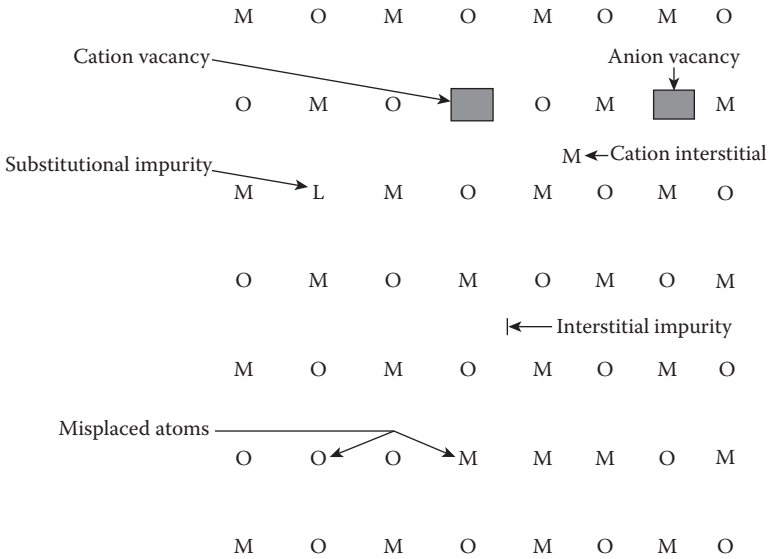 M O M O M O M O
Cation vacancy
Anion vacancy
O M O O M M
M Cation interstitial
Substitutional impurity
M L M O M O M O
O M O M O M O M
I Interstitial impurity
M O M O M O M O
Misplaced atoms
O O O M M M O M
M O M O M O M O